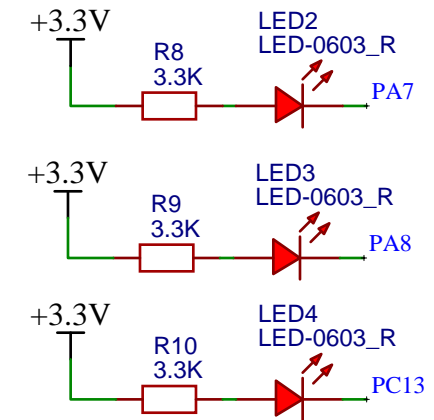 +3.3V
LED2
LED-0603_R
R8
3.3K
PA7
+3.3V
LED3
LED-0603_R
R9
3.3K
PA8
+3.3V
LED4
LED-0603_R
R10
3.3K
PC13